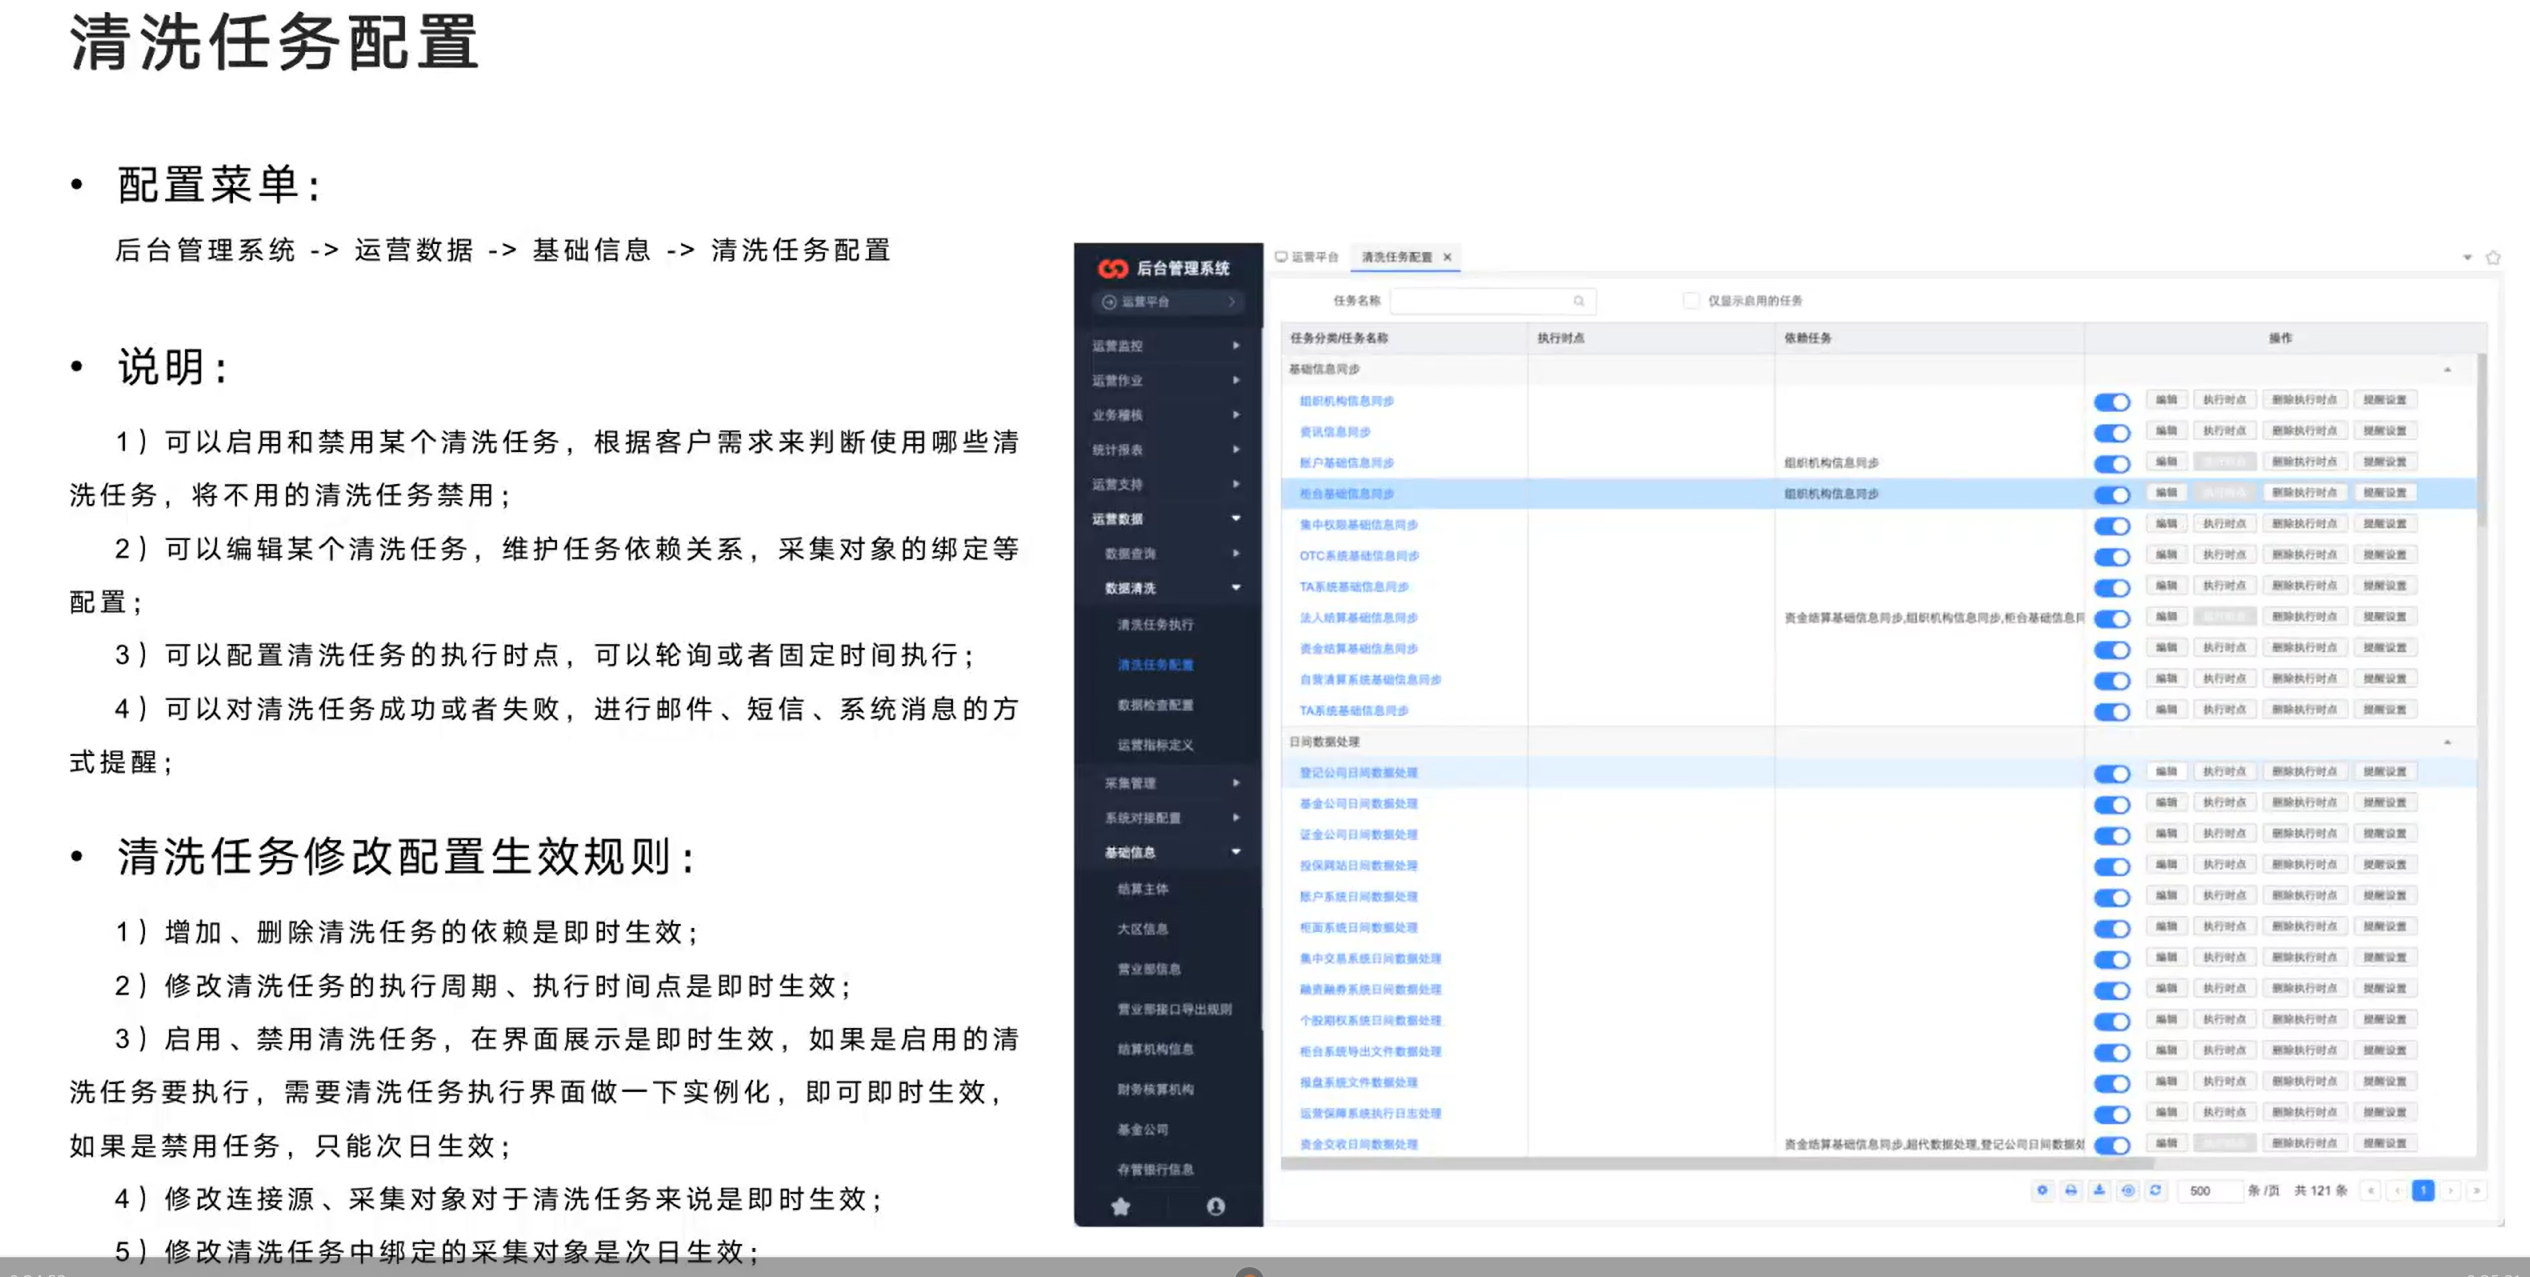 清洗任务配置
• 配置菜单：
后台管理系统 -> 运营数据 -> 基础信息 -> 清洗任务配置
• 说明：
1）可以启用和禁用某个清洗任务，根据客户需求来判断使用哪些清
洗任务，将不用的清洗任务禁用；
2）可以编辑某个清洗任务，维护任务依赖关系，采集对象的绑定等
配置；
3）可以配置清洗任务的执行时点，可以轮询或者固定时间执行；
4）可以对清洗任务成功或者失败，进行邮件、短信、系统消息的方
式提醒；
• 清洗任务修改配置生效规则：
1）增加、删除清洗任务的依赖是即时生效；
2）修改清洗任务的执行周期、执行时间点是即时生效；
3）启用、禁用清洗任务，在界面展示是即时生效，如果是启用的清
洗任务要执行，需要清洗任务执行界面做一下实例化，即可即时生效，
如果是禁用任务，只能次日生效；
4）修改连接源、采集对象对于清洗任务来说是即时生效；
5）修改清洗任务中绑定的采集对象是次日生效；
后台管理系统
运营平台
运营监控
运营作业
业务稽核
统计报表
运营支持
运营数据
数据查询
数据清洗
清洗任务执行
清洗任务配置
数据检查配置
运营指标定义
采集管理
系统对接配置
基础信息
结算主体
大区信息
营业部信息
营业部接口导出规则
结算机构信息
财务核算机构
基金公司
存管银行信息
运营平台 清洗任务配置 ×
任务名称 仅显示启用的任务
任务分类/任务名称 执行时点 依赖任务 操作
基础信息同步
组织机构信息同步 编辑 执行时点 删除执行时点 提醒设置
资讯信息同步 编辑 执行时点 删除执行时点 提醒设置
账户基础信息同步 组织机构信息同步 编辑 删除执行时点 提醒设置
柜台基础信息同步 组织机构信息同步 编辑 删除执行时点 提醒设置
集中权限基础信息同步 编辑 执行时点 删除执行时点 提醒设置
OTC系统基础信息同步 编辑 执行时点 删除执行时点 提醒设置
TA系统基础信息同步 编辑 执行时点 删除执行时点 提醒设置
法人结算基础信息同步 资金结算基础信息同步,组织机构信息同步,柜台基础信息同 编辑 删除执行时点 提醒设置
资金结算基础信息同步 编辑 执行时点 删除执行时点 提醒设置
自营清算系统基础信息同步 编辑 执行时点 删除执行时点 提醒设置
TA系统基础信息同步 编辑 执行时点 删除执行时点 提醒设置
日间数据处理
登记公司日间数据处理 编辑 执行时点 删除执行时点 提醒设置
基金公司日间数据处理 编辑 执行时点 删除执行时点 提醒设置
证金公司日间数据处理 编辑 执行时点 删除执行时点 提醒设置
投保网站日间数据处理 编辑 执行时点 删除执行时点 提醒设置
账户系统日间数据处理 编辑 执行时点 删除执行时点 提醒设置
柜面系统日间数据处理 编辑 执行时点 删除执行时点 提醒设置
集中交易系统日间数据处理 编辑 执行时点 删除执行时点 提醒设置
融资融券系统日间数据处理 编辑 执行时点 删除执行时点 提醒设置
个股期权系统日间数据处理 编辑 执行时点 删除执行时点 提醒设置
柜台系统导出文件数据处理 编辑 执行时点 删除执行时点 提醒设置
报盘系统文件数据处理 编辑 执行时点 删除执行时点 提醒设置
运营保障系统执行日志处理 编辑 执行时点 删除执行时点 提醒设置
资金交收日间数据处理 资金结算基础信息同步,超代数据处理,登记公司日间数据处 编辑 删除执行时点 提醒设置
500 条/页 共 121 条 « ‹ 1 › »